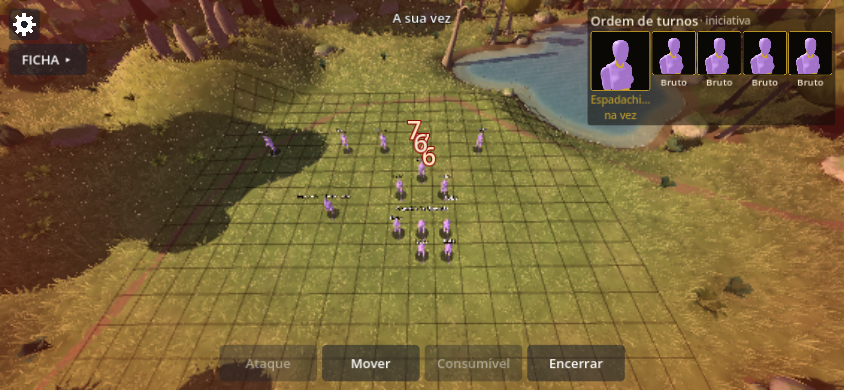 A sua vez
FICHA
Ordem de turnos · iniciativa
Espadachi...
na vez
Bruto
Bruto
Bruto
Bruto
7
6
6
Ataque
Mover
Consumível
Encerrar